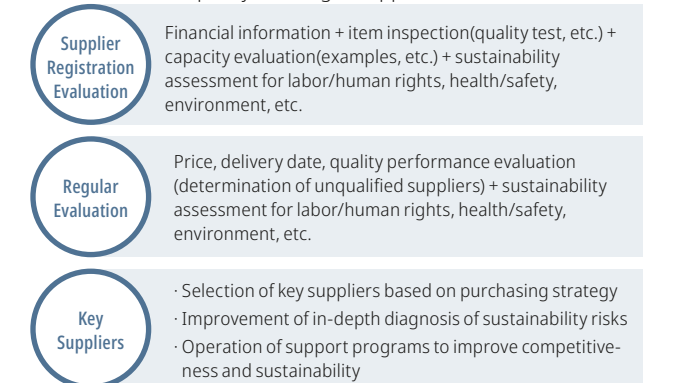 Supplier
Registration
Evaluation
Financial information + item inspection(quality test, etc.) +
capacity evaluation(examples, etc.) + sustainability
assessment for labor/human rights, health/safety,
environment, etc.
Regular
Evaluation
Price, delivery date, quality performance evaluation
(determination of unqualified suppliers) + sustainability
assessment for labor/human rights, health/safety,
environment, etc.
Key
Suppliers
· Selection of key suppliers based on purchasing strategy
· Improvement of in-depth diagnosis of sustainability risks
· Operation of support programs to improve competitive-
ness and sustainability